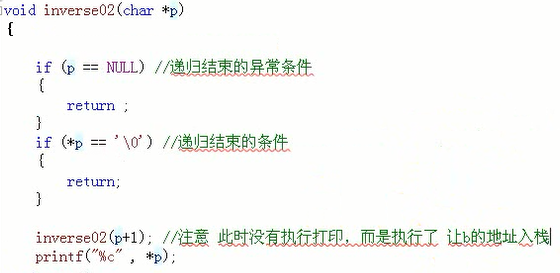 void inverse02(char *p)
{
if (p == NULL) //递归结束的异常条件
{
return ;
}
if (*p == '\0') //递归结束的条件
{
return;
}
inverse02(p+1); //注意 此时没有执行打印，而是执行了 让b的地址入栈
printf("%c" , *p);